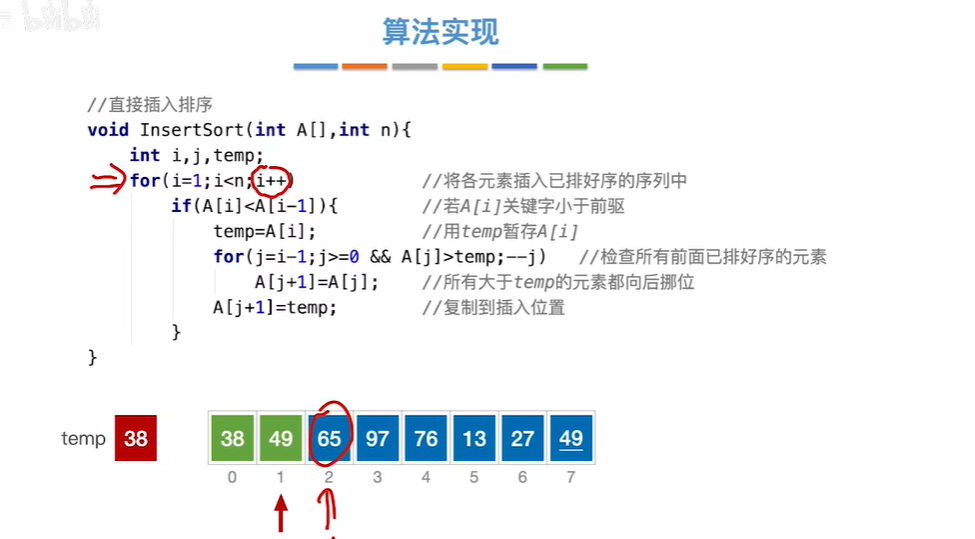 bilibili
算法实现
//直接插入排序
void InsertSort(int A[],int n){
int i,j,temp;
for(i=1;i<n;i++) //将各元素插入已排好序的序列中
if(A[i]<A[i-1]){ //若A[i]关键字小于前驱
temp=A[i]; //用temp暂存A[i]
for(j=i-1;j>=0 && A[j]>temp;--j) //检查所有前面已排好序的元素
A[j+1]=A[j]; //所有大于temp的元素都向后挪位
A[j+1]=temp; //复制到插入位置
}
}
temp 38 38 49 65 97 76 13 27 49
0 1 2 3 4 5 6 7